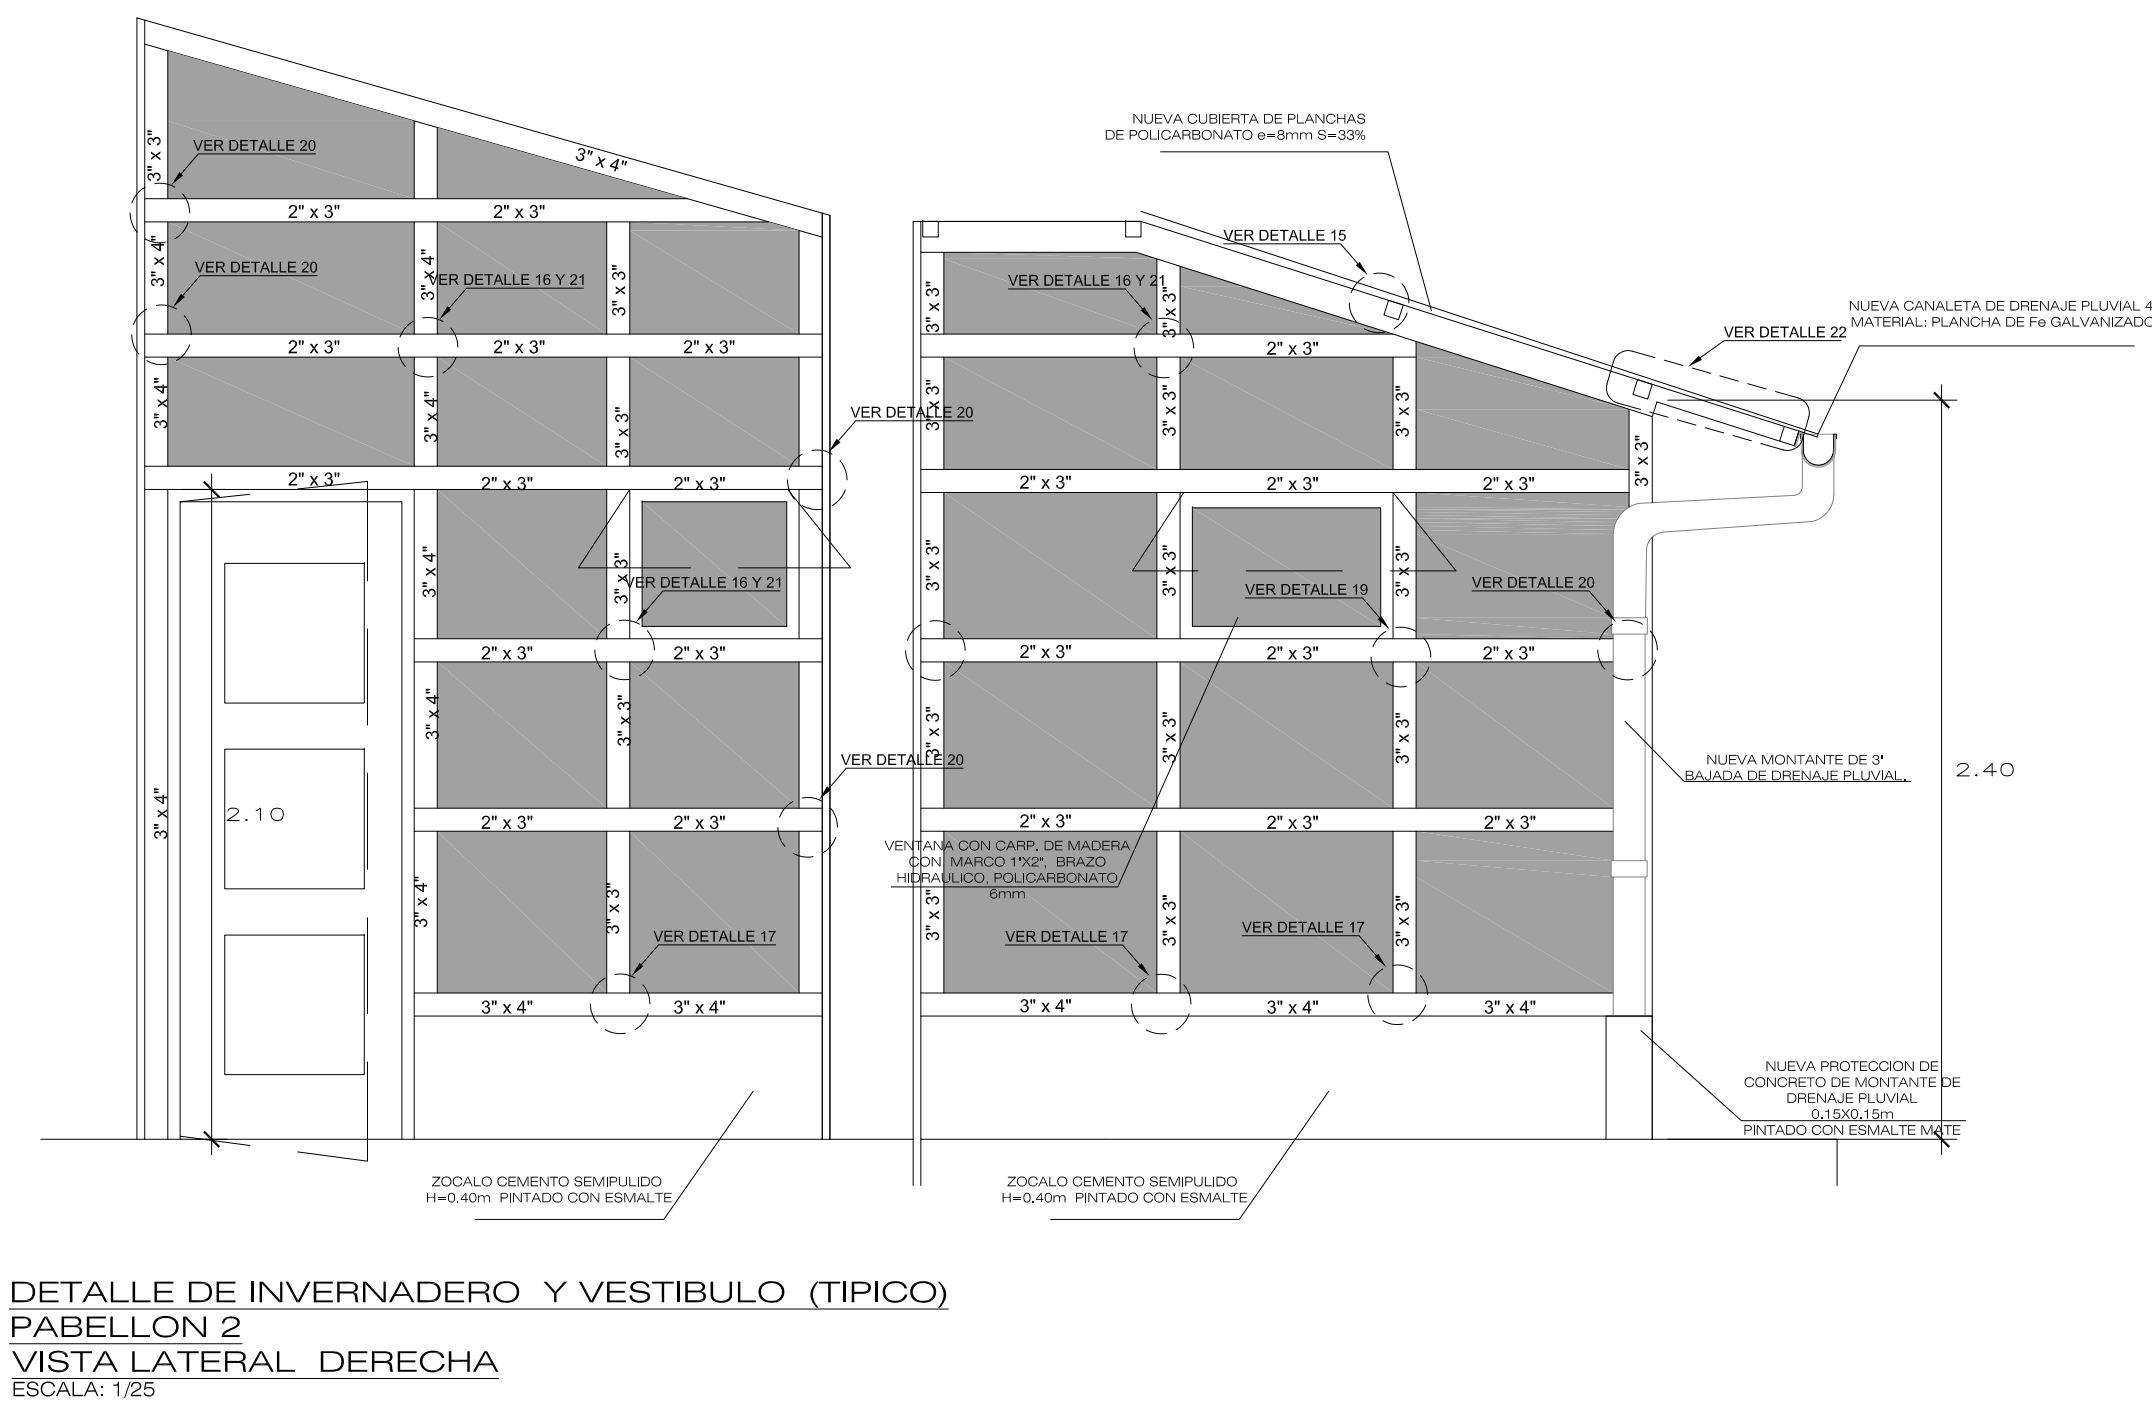 NUEVA CUBIERTA DE PLANCHAS
DE POLICARBONATO e=8mm S=33%
3" x 3"
VER DETALLE 20
3" x 4"
2" x 3"
2" x 3"
VER DETALLE 15
3" x 4"
VER DETALLE 20
3" x 4"
VER DETALLE 16 Y 21
3" x 3"
3" x 3"
VER DETALLE 16 Y 21
3" x 3"
NUEVA CANALETA DE DRENAJE PLUVIAL 4
MATERIAL: PLANCHA DE Fe GALVANIZADO
VER DETALLE 22
2" x 3"
2" x 3"
2" x 3"
2" x 3"
3" x 4"
3" x 4"
3" x 3"
VER DETALLE 20
3" x 3"
3" x 3"
3" x 3"
3" x 3"
2" x 3"
2" x 3"
2" x 3"
2" x 3"
2" x 3"
2" x 3"
3" x 4"
3" x 3"
VER DETALLE 16 Y 21
3" x 3"
3" x 3"
VER DETALLE 19
3" x 3"
VER DETALLE 20
2" x 3"
2" x 3"
2" x 3"
2" x 3"
2" x 3"
3" x 4"
3" x 3"
VER DETALLE 20
3" x 3"
3" x 3"
3" x 3"
NUEVA MONTANTE DE 3"
BAJADA DE DRENAJE PLUVIAL.
2.40
3" x 4"
2.10
2" x 3"
2" x 3"
2" x 3"
2" x 3"
2" x 3"
VENTANA CON CARP. DE MADERA
CON MARCO 1"X2", BRAZO
HIDRAULICO, POLICARBONATO
6mm
3" x 4"
3" x 3"
VER DETALLE 17
3" x 3"
VER DETALLE 17
3" x 3"
VER DETALLE 17
3" x 3"
3" x 4"
3" x 4"
3" x 4"
3" x 4"
3" x 4"
NUEVA PROTECCION DE
CONCRETO DE MONTANTE DE
DRENAJE PLUVIAL
0.15X0.15m
PINTADO CON ESMALTE MATE
ZOCALO CEMENTO SEMIPULIDO
H=0.40m PINTADO CON ESMALTE
ZOCALO CEMENTO SEMIPULIDO
H=0.40m PINTADO CON ESMALTE
DETALLE DE INVERNADERO Y VESTIBULO (TIPICO)
PABELLON 2
VISTA LATERAL DERECHA
ESCALA: 1/25